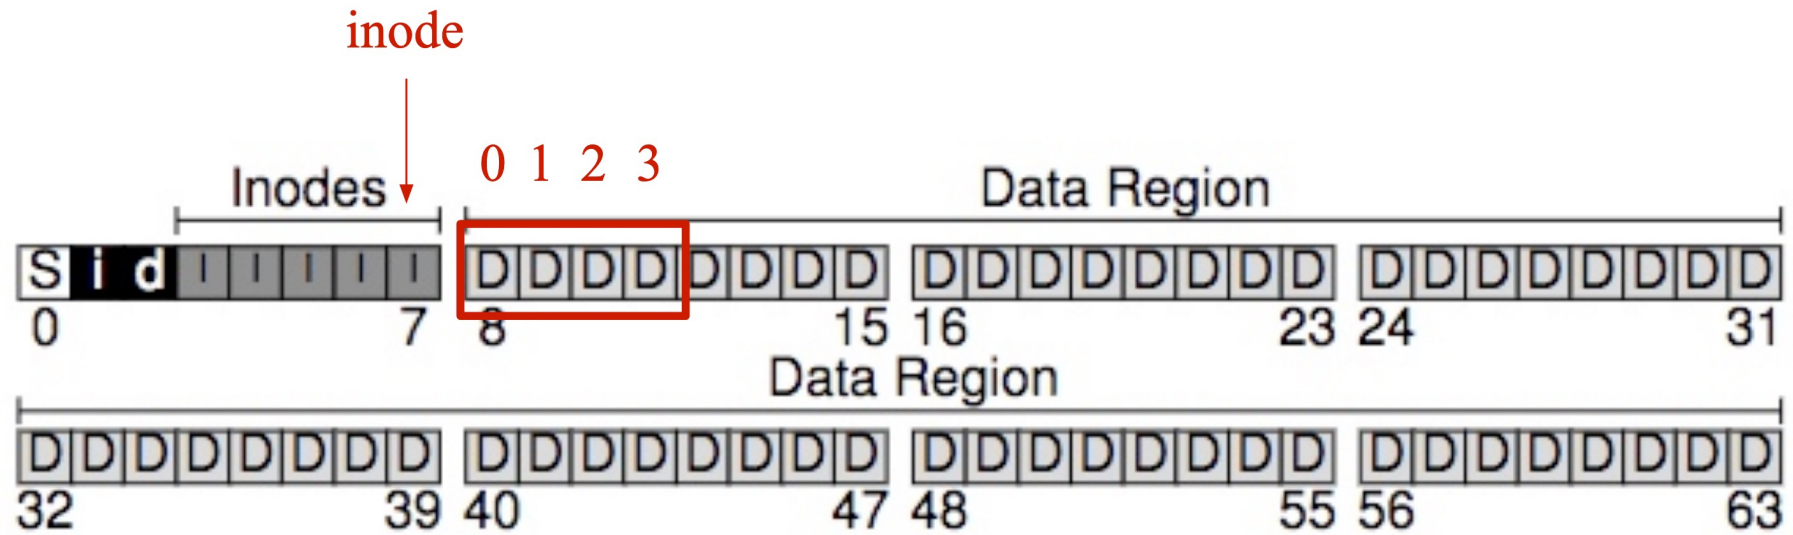 inode
0 1 2 3
Inodes Data Region
S i d I I I I I D D D D D D D D D D D D D D D D D D D D D D D D
0 7 8 15 16 23 24 31
Data Region
D D D D D D D D D D D D D D D D D D D D D D D D D D D D D D D D
32 39 40 47 48 55 56 63